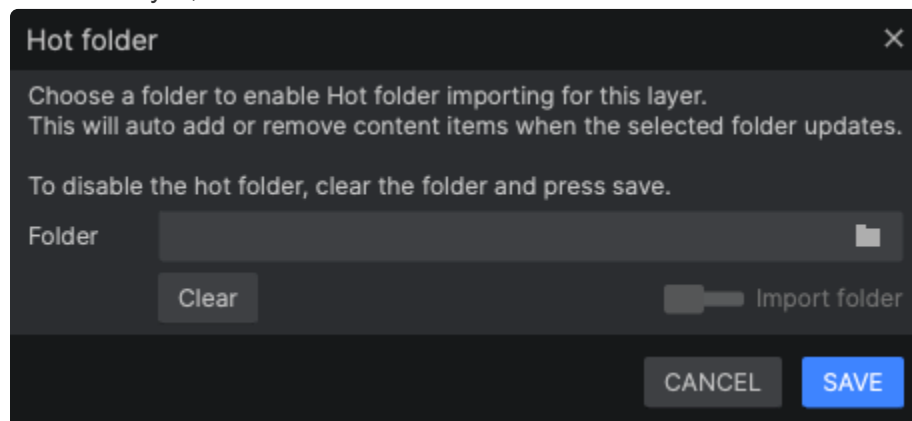 Hot folder
Choose a folder to enable Hot folder importing for this layer.
This will auto add or remove content items when the selected folder updates.
To disable the hot folder, clear the folder and press save.
Folder
Clear
Import folder
CANCEL
SAVE